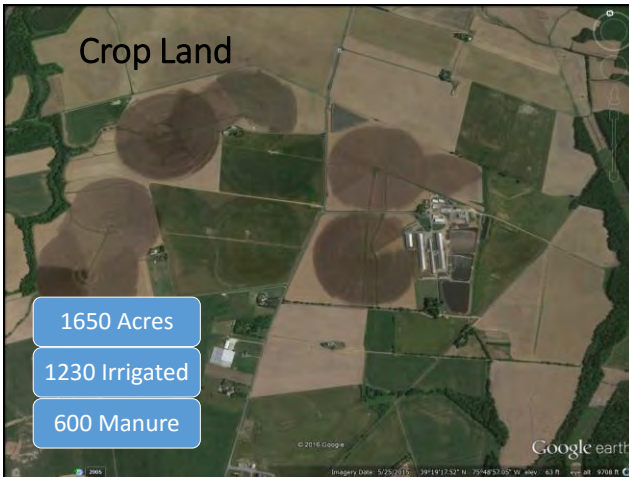 Crop Land
1650 Acres
1230 Irrigated
600 Manure
© 2016 Google
Google earth
2005
Imagery Date: 5/25/2015 39°19'17.52" N 75°48'57.05" W elev 63 ft eye alt 9708 ft